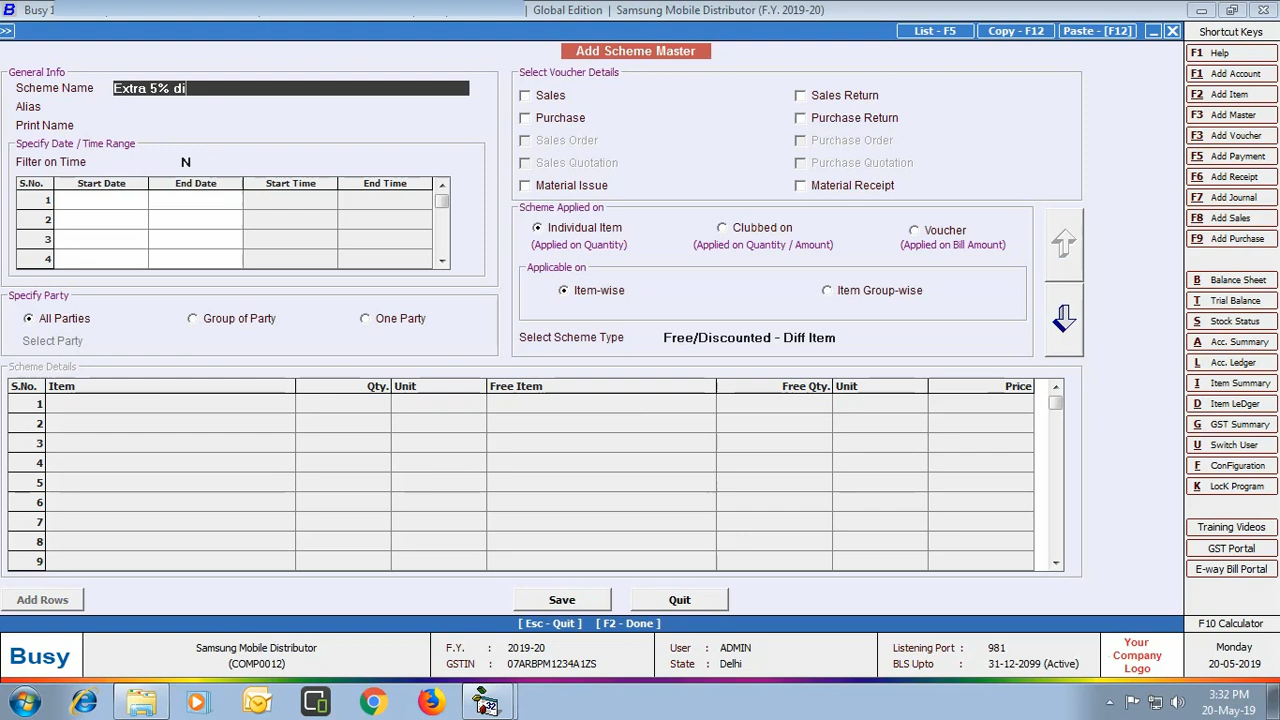 Busy 1
Global Edition | Samsung Mobile Distributor (F.Y. 2019-20)
>>
List - F5
Copy - F12
Paste - [F12]
Shortcut Keys
Add Scheme Master
General Info
Scheme Name Extra 5% di
Alias
Print Name
Specify Date / Time Range
Filter on Time N
S.No. Start Date End Date Start Time End Time
1
2
3
4
Specify Party
All Parties Group of Party One Party
Select Party
Select Voucher Details
Sales Sales Return
Purchase Purchase Return
Sales Order Purchase Order
Sales Quotation Purchase Quotation
Material Issue Material Receipt
Scheme Applied on
Individual Item Clubbed on Voucher
(Applied on Quantity) (Applied on Quantity / Amount) (Applied on Bill Amount)
Applicable on
Item-wise Item Group-wise
Select Scheme Type Free/Discounted - Diff Item
Scheme Details
S.No. Item Qty. Unit Free Item Free Qty. Unit Price
1
2
3
4
5
6
7
8
9
Add Rows Save Quit
[ Esc - Quit ] [ F2 - Done ]
F1 Help
F1 Add Account
F2 Add Item
F3 Add Master
F3 Add Voucher
F5 Add Payment
F6 Add Receipt
F7 Add Journal
F8 Add Sales
F9 Add Purchase
B Balance Sheet
T Trial Balance
S Stock Status
A Acc. Summary
L Acc. Ledger
I Item Summary
D Item LeDger
G GST Summary
U Switch User
F ConFiguration
K LocK Program
Training Videos
GST Portal
E-way Bill Portal
F10 Calculator
Busy
Samsung Mobile Distributor
(COMP0012)
F.Y. : 2019-20
GSTIN : 07ARBPM1234A1ZS
User : ADMIN
State : Delhi
Listening Port : 981
BLS Upto : 31-12-2099 (Active)
Your
Company
Logo
Monday
20-05-2019
3:32 PM
20-May-19